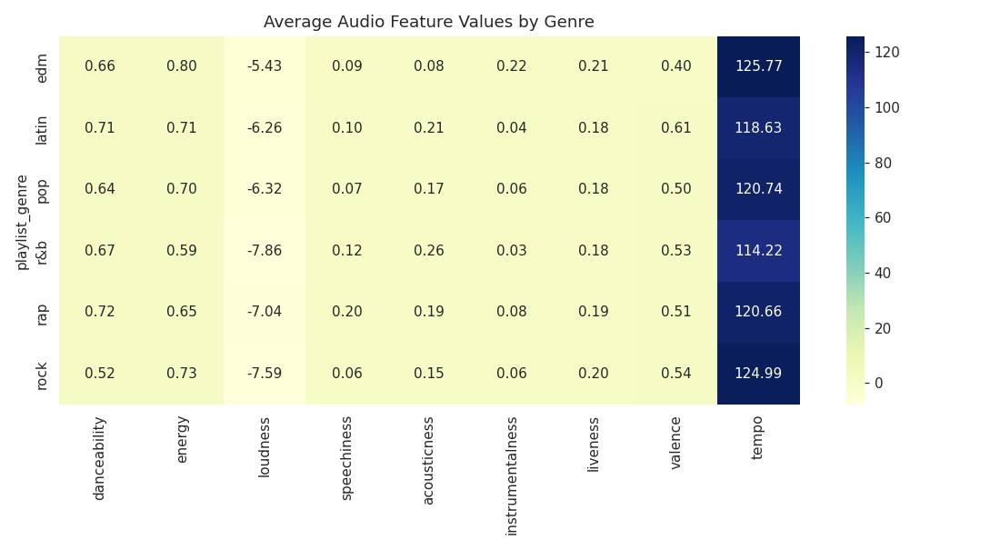 Average Audio Feature Values by Genre
playlist_genre
edm 0.66 0.80 -5.43 0.09 0.08 0.22 0.21 0.40 125.77
latin 0.71 0.71 -6.26 0.10 0.21 0.04 0.18 0.61 118.63
pop 0.64 0.70 -6.32 0.07 0.17 0.06 0.18 0.50 120.74
r&b 0.67 0.59 -7.86 0.12 0.26 0.03 0.18 0.53 114.22
rap 0.72 0.65 -7.04 0.20 0.19 0.08 0.19 0.51 120.66
rock 0.52 0.73 -7.59 0.06 0.15 0.06 0.20 0.54 124.99
danceability energy loudness speechiness acousticness instrumentalness liveness valence tempo
120
100
80
60
40
20
0